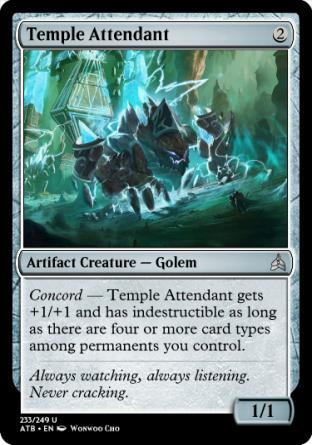 Temple Attendant 2
Artifact Creature — Golem
Concord — Temple Attendant gets
+1/+1 and has indestructible as long
as there are four or more card types
among permanents you control.
Always watching, always listening.
Never cracking.
1/1
233/249 U
ATB • EN Wonwoo Cho